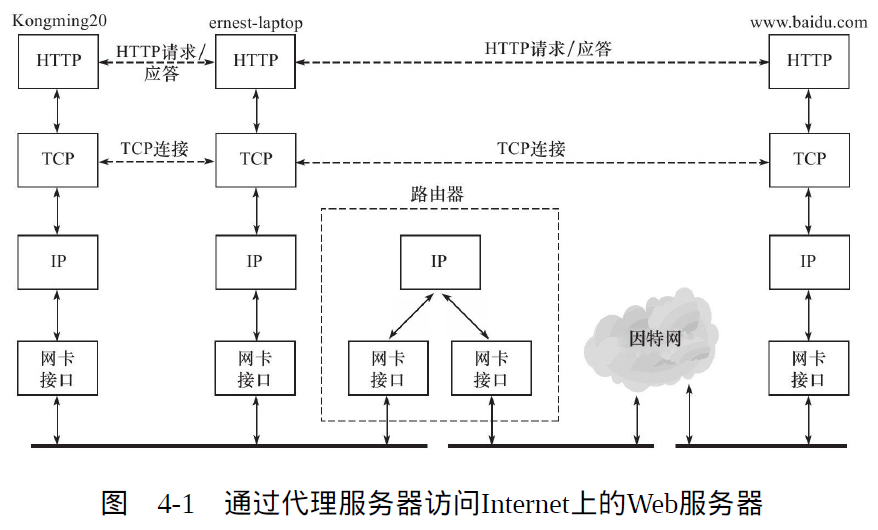 Kongming20
ernest-laptop
www.baidu.com
HTTP
HTTP请求/
应答
HTTP
HTTP请求/应答
HTTP
TCP
TCP连接
TCP
TCP连接
TCP
路由器
IP
IP
IP
IP
因特网
网卡
接口
网卡
接口
网卡
接口
网卡
接口
网卡
接口
图 4-1 通过代理服务器访问Internet上的Web服务器